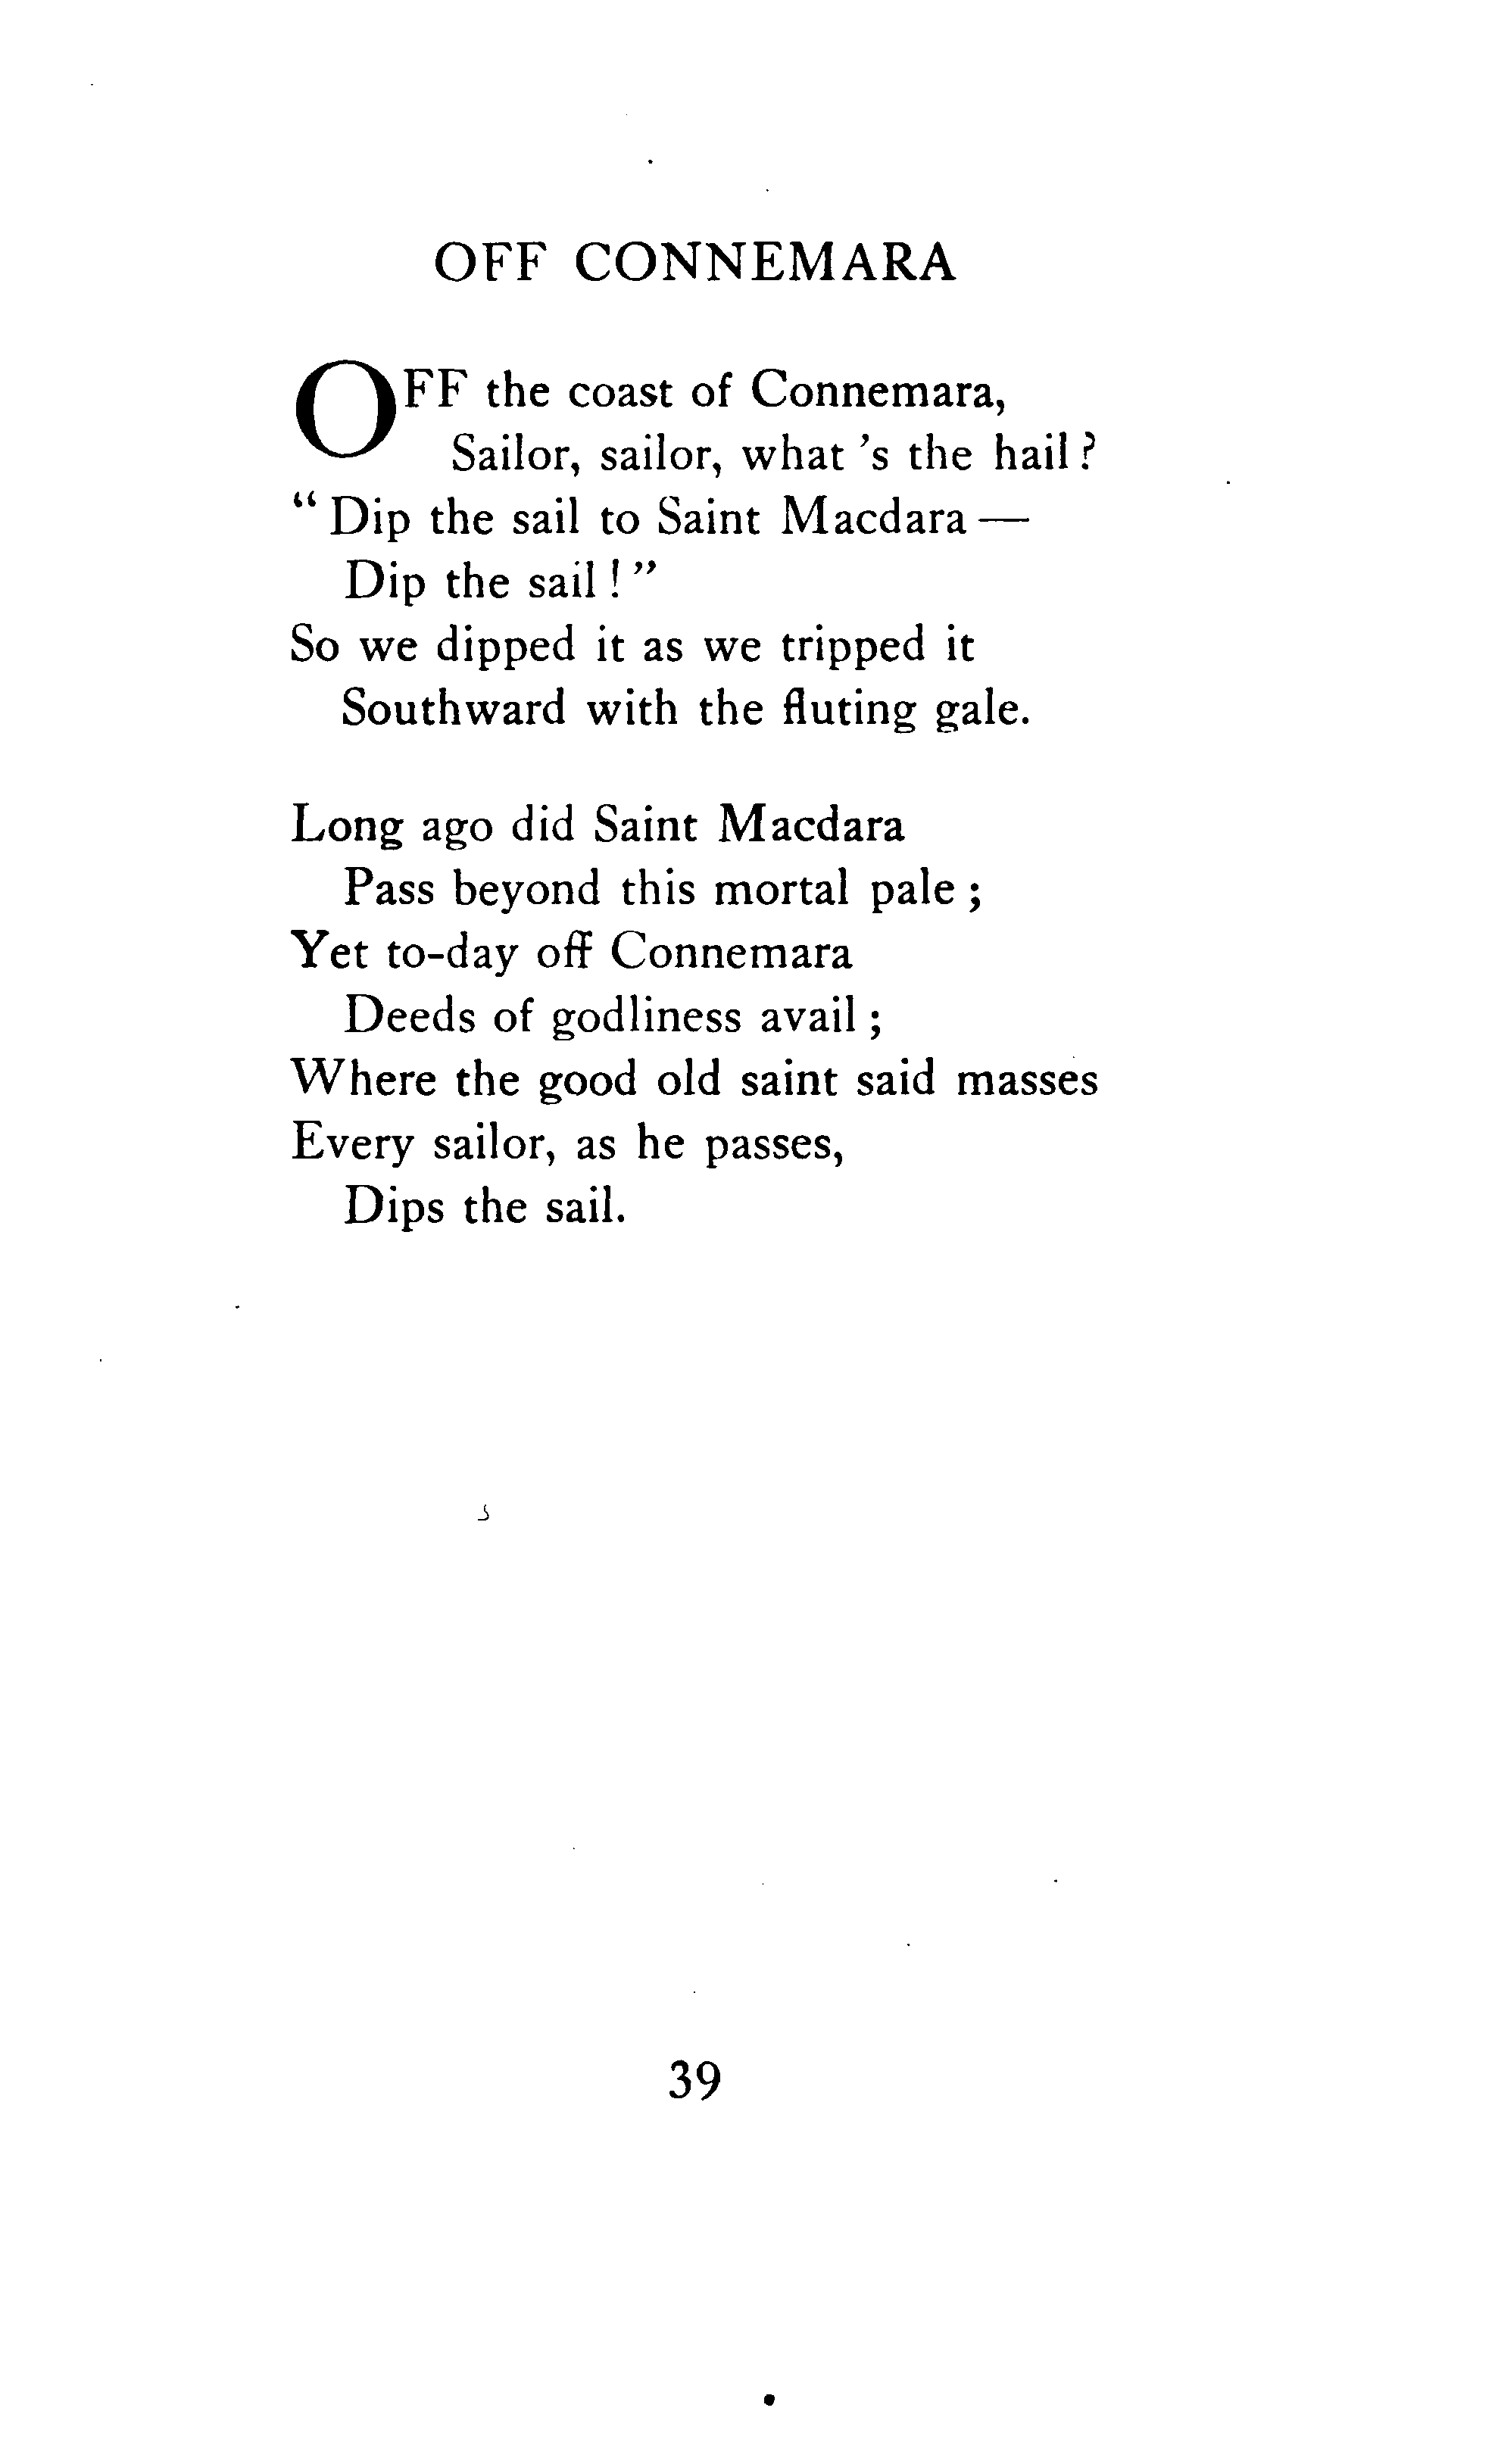 OFF CONNEMARA
OFF the coast of Connemara,
Sailor, sailor, what 's the hail?
“ Dip the sail to Saint Macdara —
Dip the sail! ”
So we dipped it as we tripped it
Southward with the fluting gale.
Long ago did Saint Macdara
Pass beyond this mortal pale;
Yet to-day off Connemara
Deeds of godliness avail;
Where the good old saint said masses
Every sailor, as he passes,
Dips the sail.
39